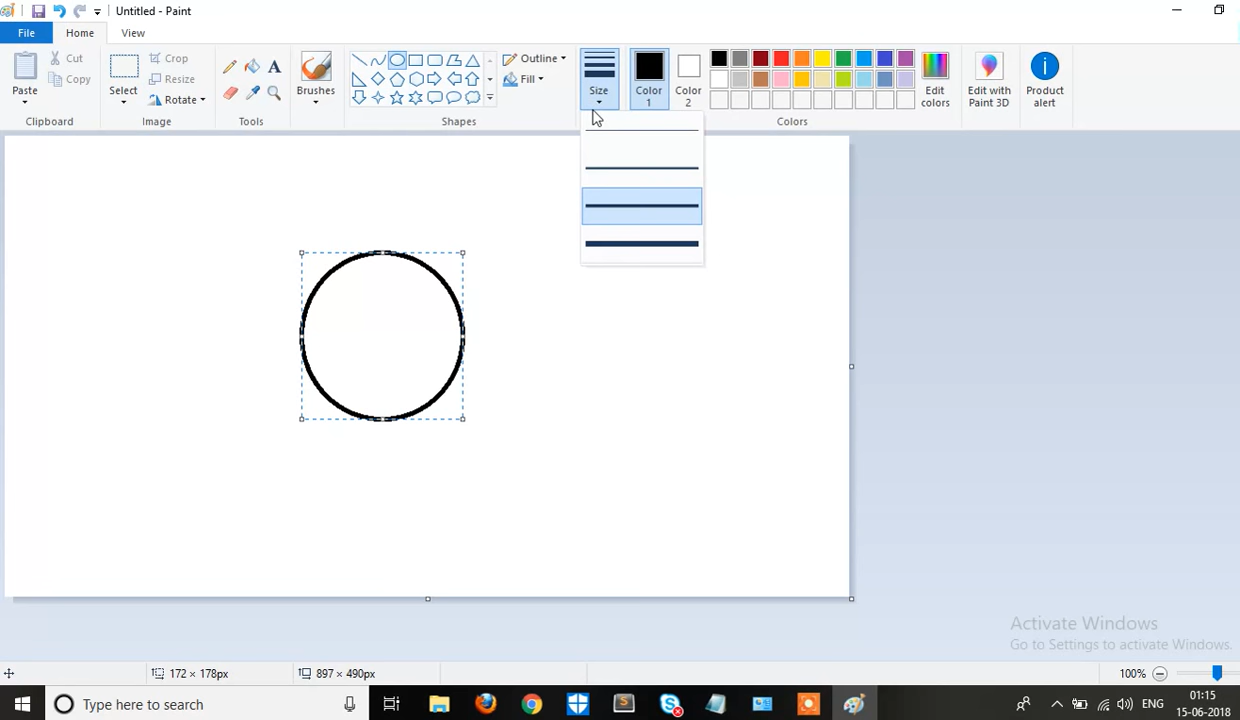 Untitled - Paint
File
Home
View
Paste
Cut
Copy
Clipboard
Select
Crop
Resize
Rotate
Image
A
Tools
Brushes
Shapes
Outline
Fill
Size
Color
1
Color
2
Colors
Edit
colors
Edit with
Paint 3D
Product
alert
Activate Windows
Go to Settings to activate Windows.
172 × 178px
897 × 490px
100%
Type here to search
ENG
01:15
15-06-2018